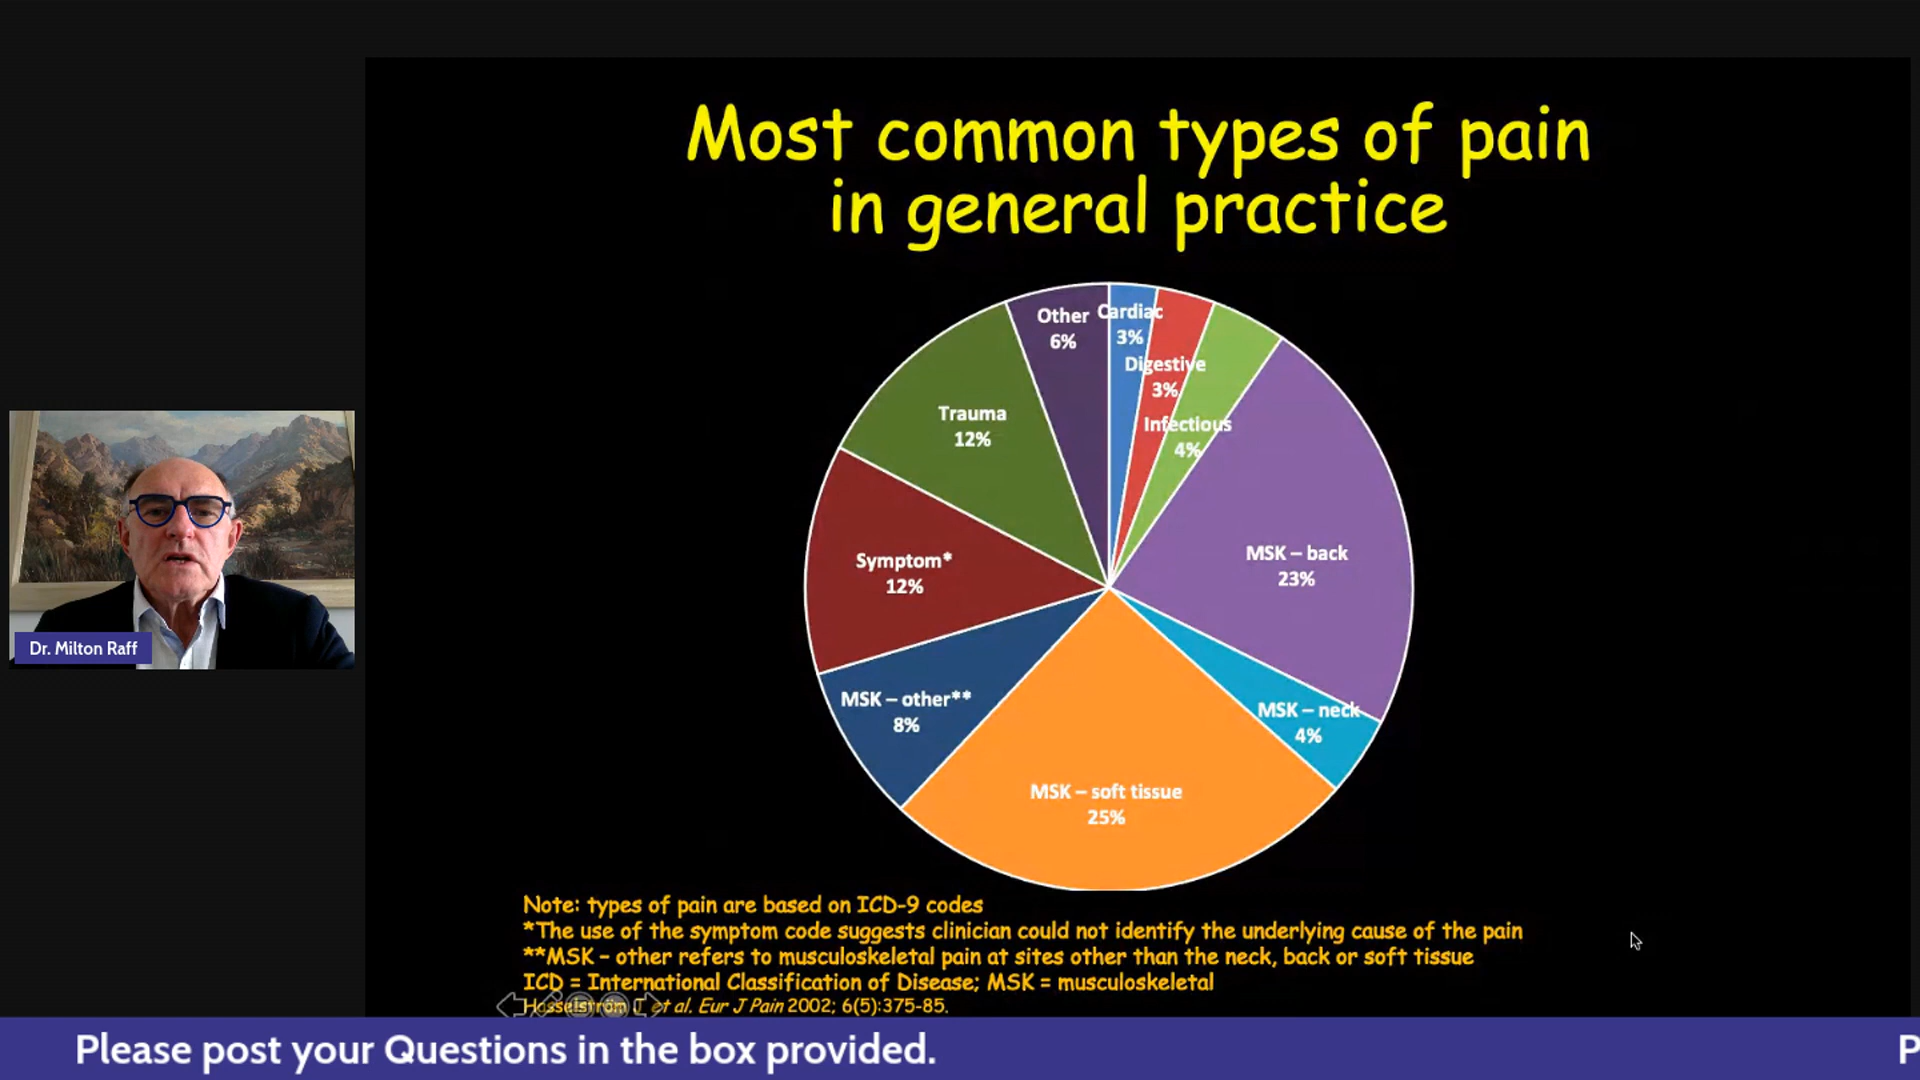 Most common types of pain
in general practice
Other
6%
Cardiac
3%
Digestive
3%
Infectious
4%
Trauma
12%
MSK – back
23%
Symptom*
12%
MSK – other**
8%
MSK – neck
4%
MSK – soft tissue
25%
Dr. Milton Raff
Note: types of pain are based on ICD-9 codes
*The use of the symptom code suggests clinician could not identify the underlying cause of the pain
**MSK – other refers to musculoskeletal pain at sites other than the neck, back or soft tissue
ICD = International Classification of Disease; MSK = musculoskeletal
Hasselström J et al. Eur J Pain 2002; 6(5):375-85.
Please post your Questions in the box provided.
P